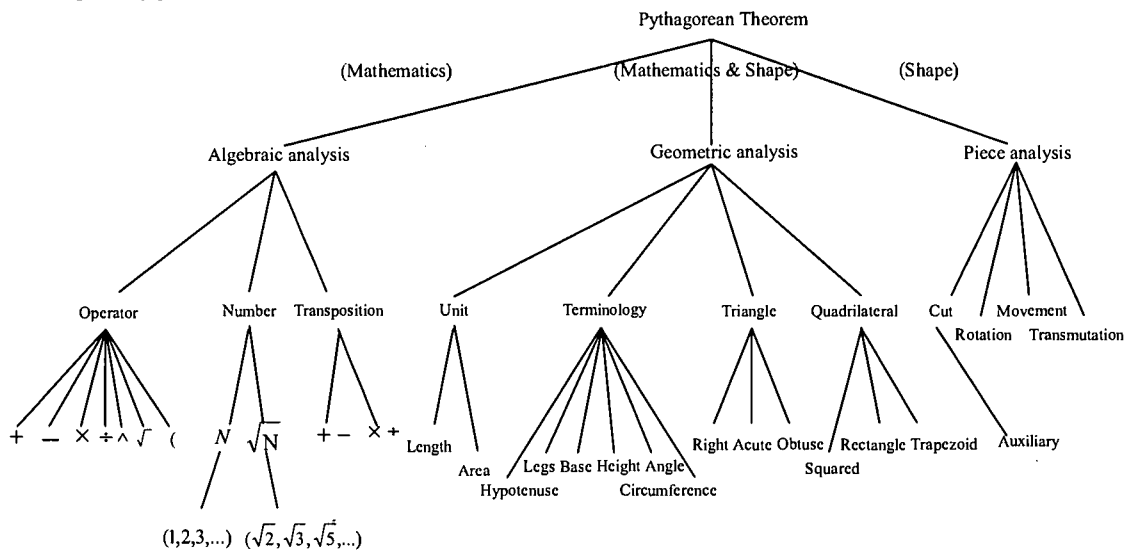 Pythagorean Theorem
(Mathematics) (Mathematics & Shape) (Shape)
Algebraic analysis Geometric analysis Piece analysis
Operator Number Transposition Unit Terminology Triangle Quadrilateral Cut Movement
Rotation Transmutation
+ − × ÷ ^ √ ( N √N + − × ÷ Length Right Acute Obtuse Rectangle Trapezoid Auxiliary
Area Legs Base Height Angle Squared
Hypotenuse Circumference
(1,2,3,...) (√2,√3,√5,...)